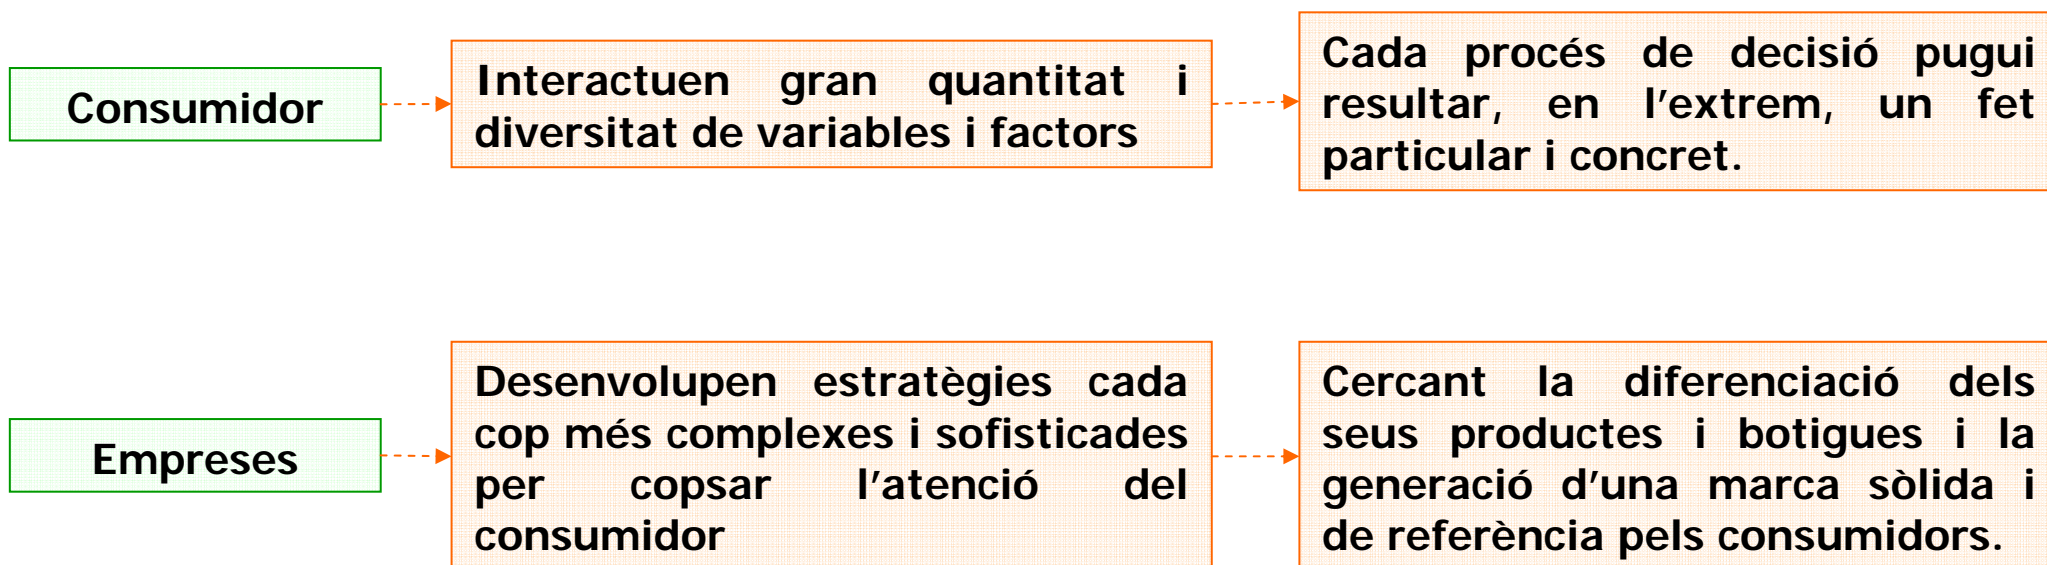 Consumidor
Interactuen gran quantitat i
diversitat de variables i factors
Cada procés de decisió pugui
resultar, en l'extrem, un fet
particular i concret.
Empreses
Desenvolupen estratègies cada
cop més complexes i sofisticades
per copsar l'atenció del
consumidor
Cercant la diferenciació dels
seus productes i botigues i la
generació d'una marca sòlida i
de referència pels consumidors.